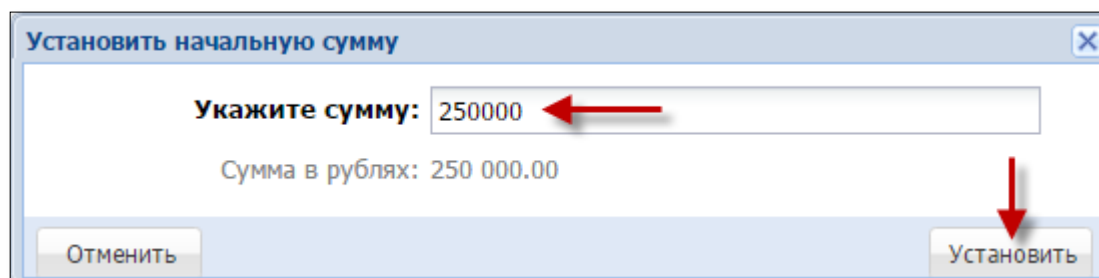 Установить начальную сумму
Укажите сумму: 250000
Сумма в рублях: 250 000.00
Отменить Установить